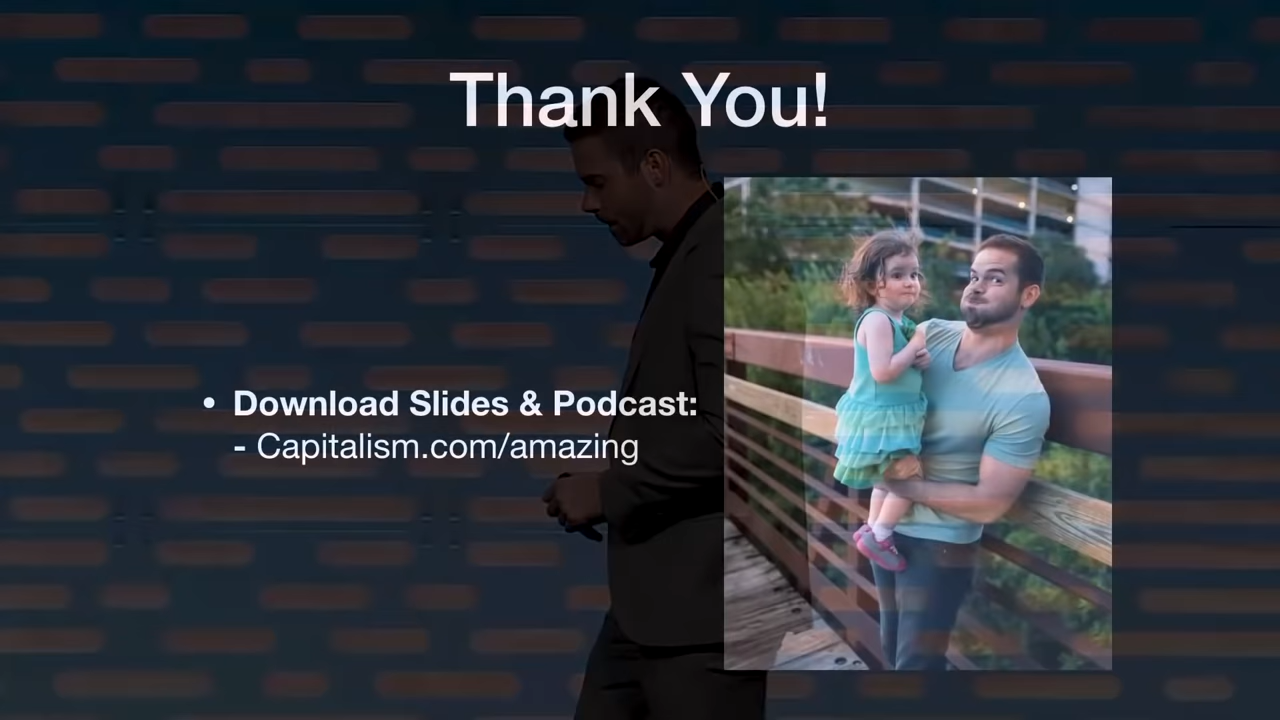 Thank You!
• Download Slides & Podcast:
- Capitalism.com/amazing